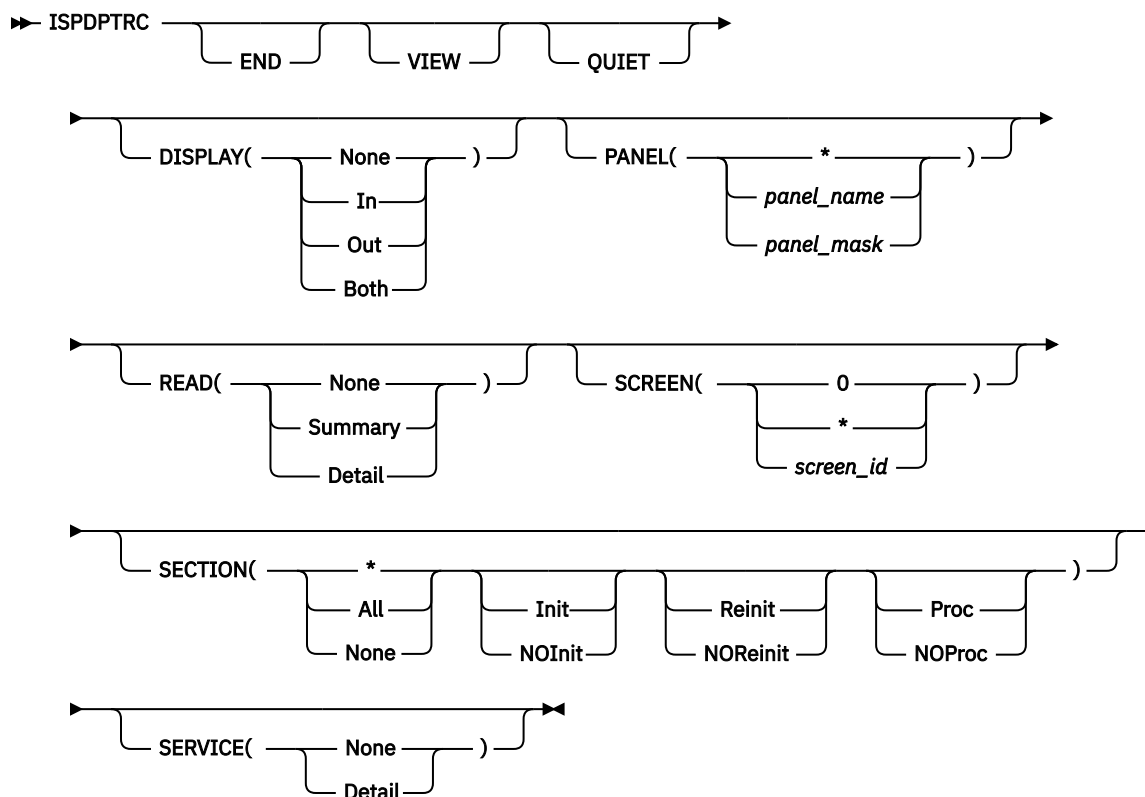 ISPDPTRC
END VIEW QUIET
DISPLAY( None ) PANEL( * )
In panel_name
Out panel_mask
Both
READ( None ) SCREEN( 0 )
Summary *
Detail screen_id
SECTION( * )
All Init Reinit Proc
None NOInit NOReinit NOProc
SERVICE( None )
Detail